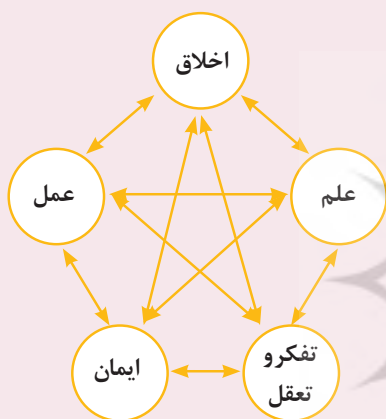 اخلاق
علم
عمل
تفکرو
تعقل
ایمان